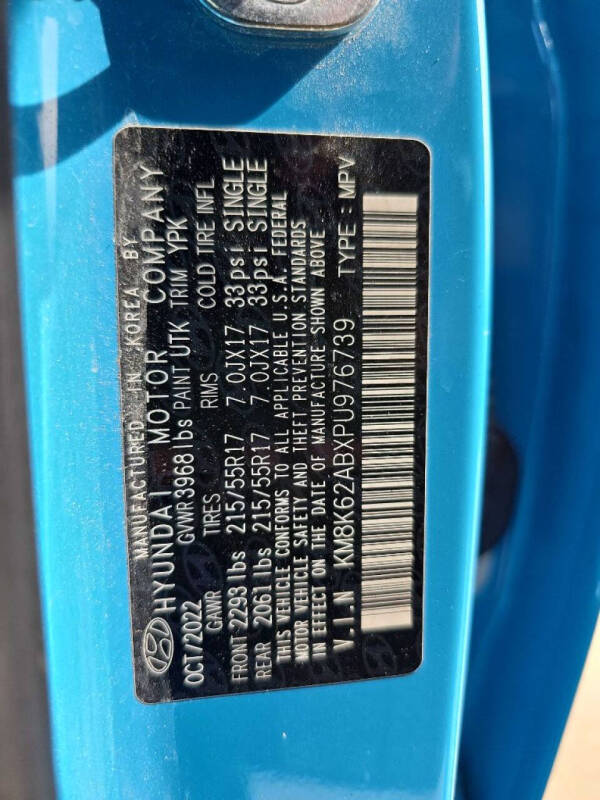 MANUFACTURED IN KOREA BY
HYUNDAI MOTOR COMPANY
OCT/2022 GVWR 3968 lbs PAINT UTK TRIM YPK
GAWR TIRES RIMS COLD TIRE INFL
FRONT 2293 lbs 215/55R17 7.0JX17 33psi SINGLE
REAR 2061 lbs 215/55R17 7.0JX17 33psi SINGLE
THIS VEHICLE CONFORMS TO ALL APPLICABLE U.S.A. FEDERAL
MOTOR VEHICLE SAFETY AND THEFT PREVENTION STANDARDS
IN EFFECT ON THE DATE OF MANUFACTURE SHOWN ABOVE.
V.I.N KM8K62ABXPU976739 TYPE : MPV